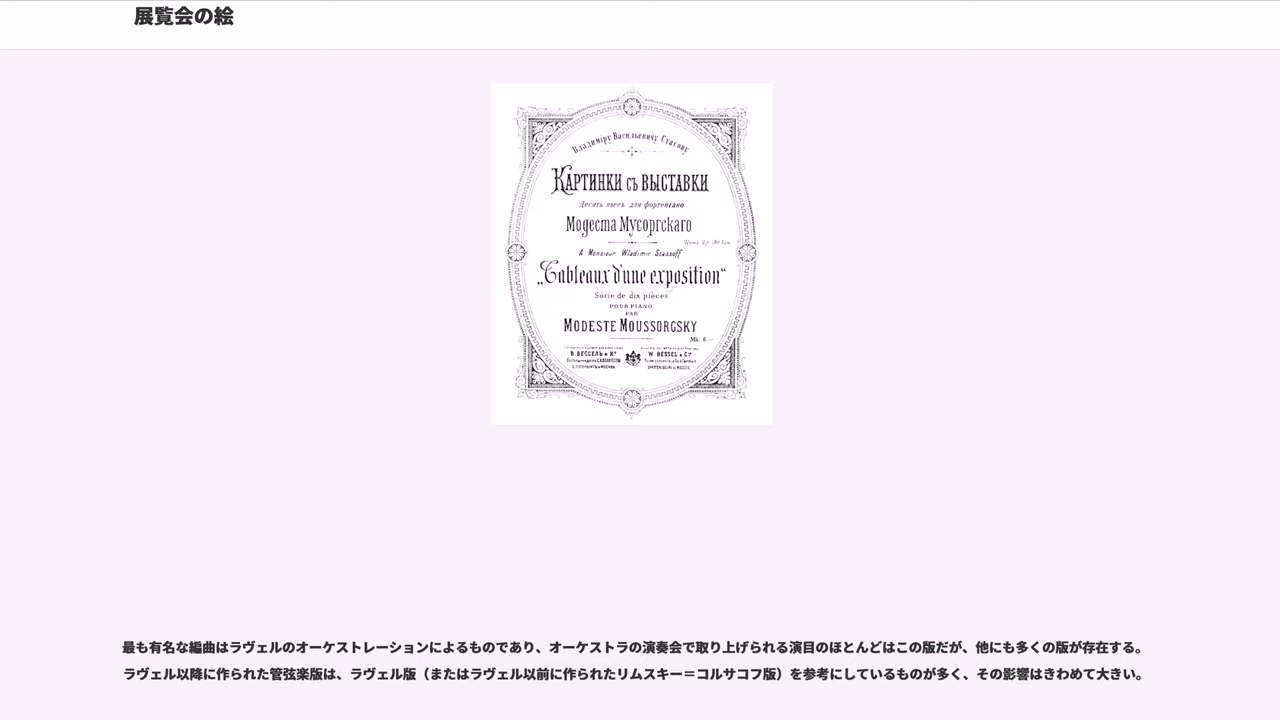 展覧会の絵
Владиміру Васильевичу Стасову
Картинки съ выставки
Десять пьесъ для фортепіано
Модеста Мусоргскаго
A Monsieur Wladimir Stassoff
„Tableaux d'une exposition“
Série de dix pièces
POUR PIANO
PAR
MODESTE MOUSSORGSKY
Mk. 6.—
В. БЕССЕЛЬ и К° W. BESSEL & Cie
最も有名な編曲はラヴェルのオーケストレーションによるものであり、オーケストラの演奏会で取り上げられる演目のほとんどはこの版だが、他にも多くの版が存在する。
ラヴェル以降に作られた管弦楽版は、ラヴェル版（またはラヴェル以前に作られたリムスキー＝コルサコフ版）を参考にしているものが多く、その影響はきわめて大きい。